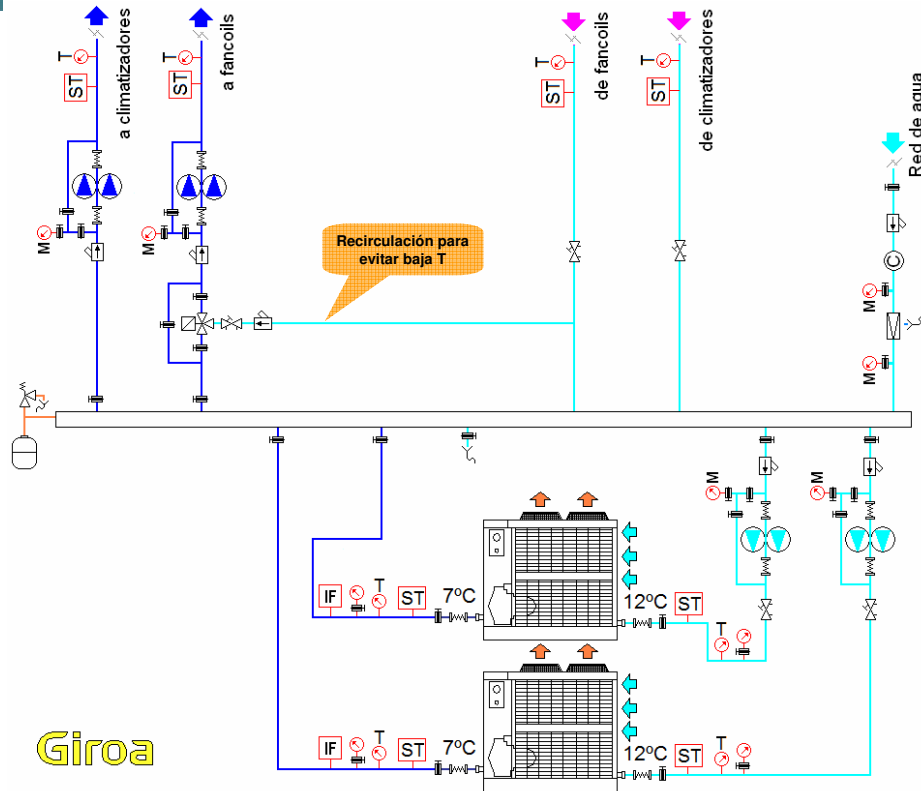 T
ST
a climatizadores
T
ST
a fancoils
T
ST
de fancoils
T
ST
de climatizadores
Red de agua
M
M
Recirculación para
evitar baja T
C
M
M
M
M
IF
T
ST
7ºC
12ºC
ST
T
IF
T
ST
7ºC
12ºC
ST
T
Giroa